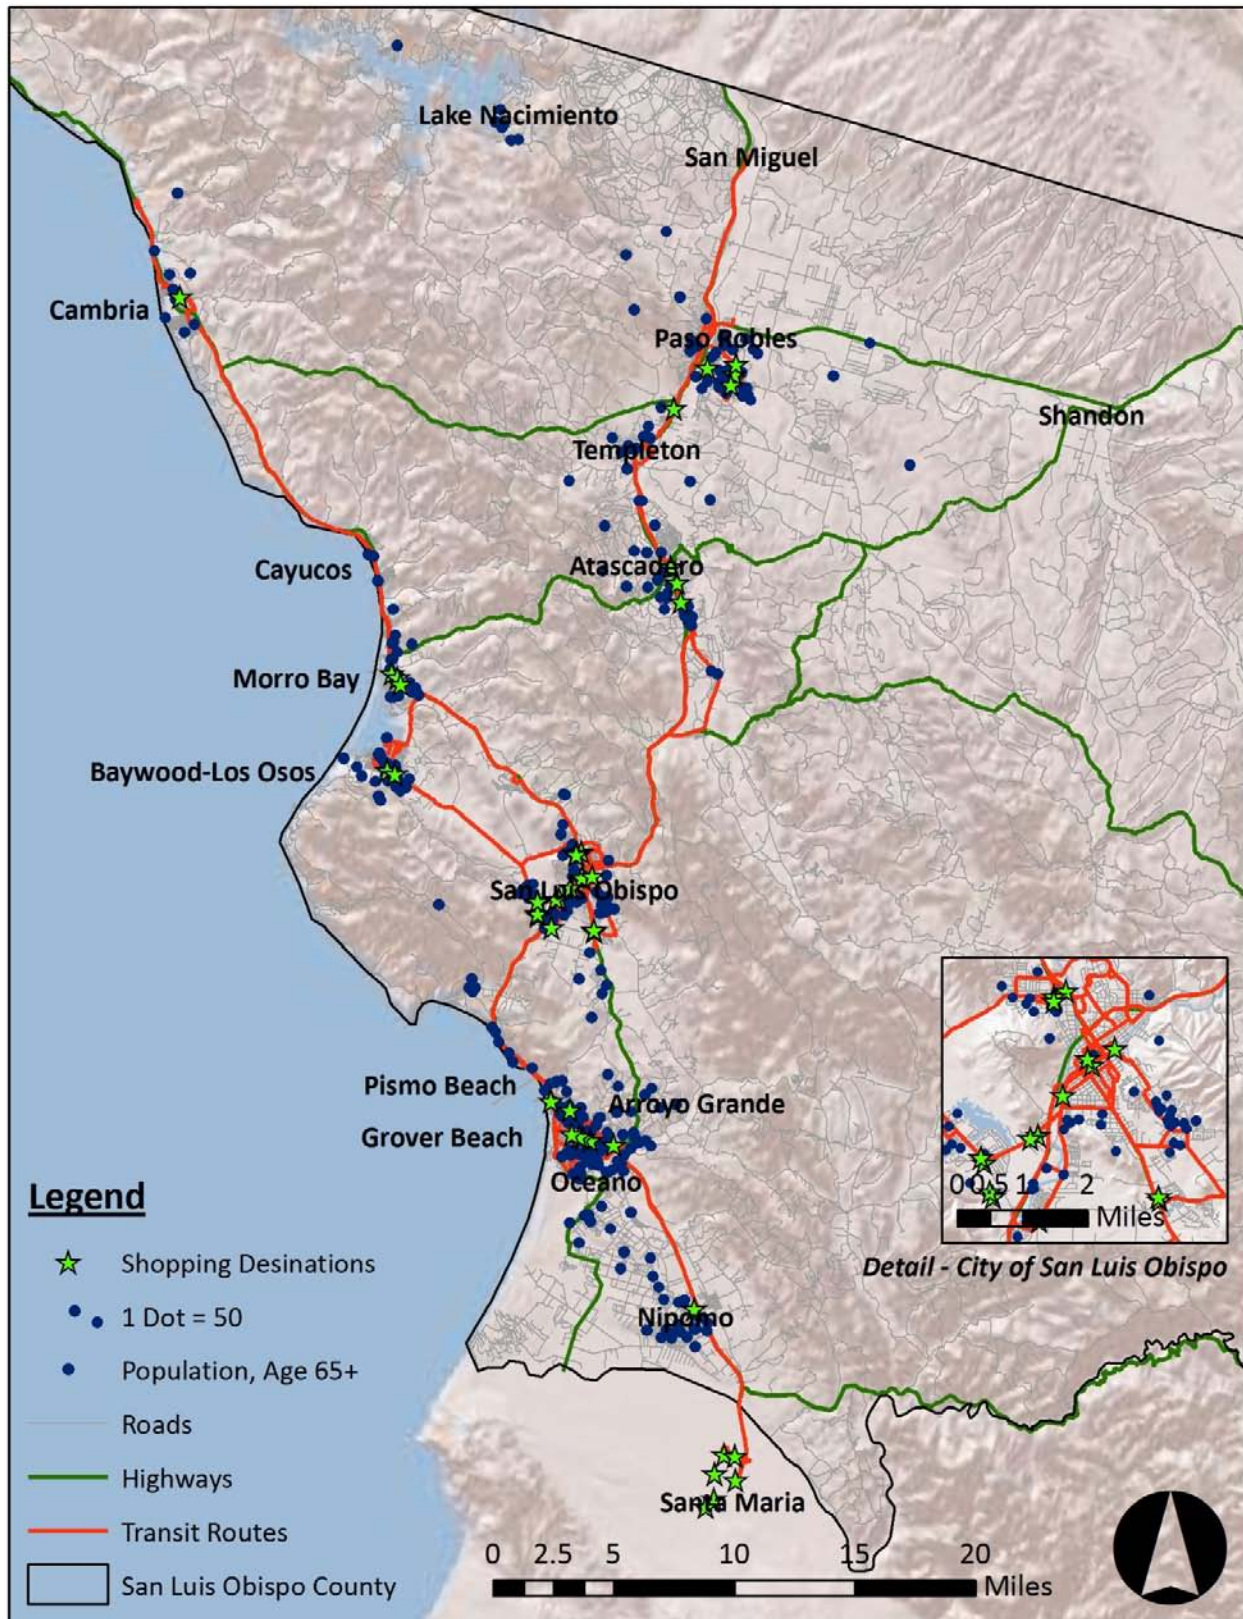 Lake Nacimiento
San Miguel
Cambria
Paso Robles
Shandon
Templeton
Cayucos
Atascadero
Morro Bay
Baywood-Los Osos
San Luis Obispo
Pismo Beach
Arroyo Grande
Grover Beach
Oceano
Nipomo
Santa Maria
0 0.5 1 2
Miles
Detail - City of San Luis Obispo
Legend
Shopping Desinations
1 Dot = 50
Population, Age 65+
Roads
Highways
Transit Routes
San Luis Obispo County
0 2.5 5 10 15 20
Miles